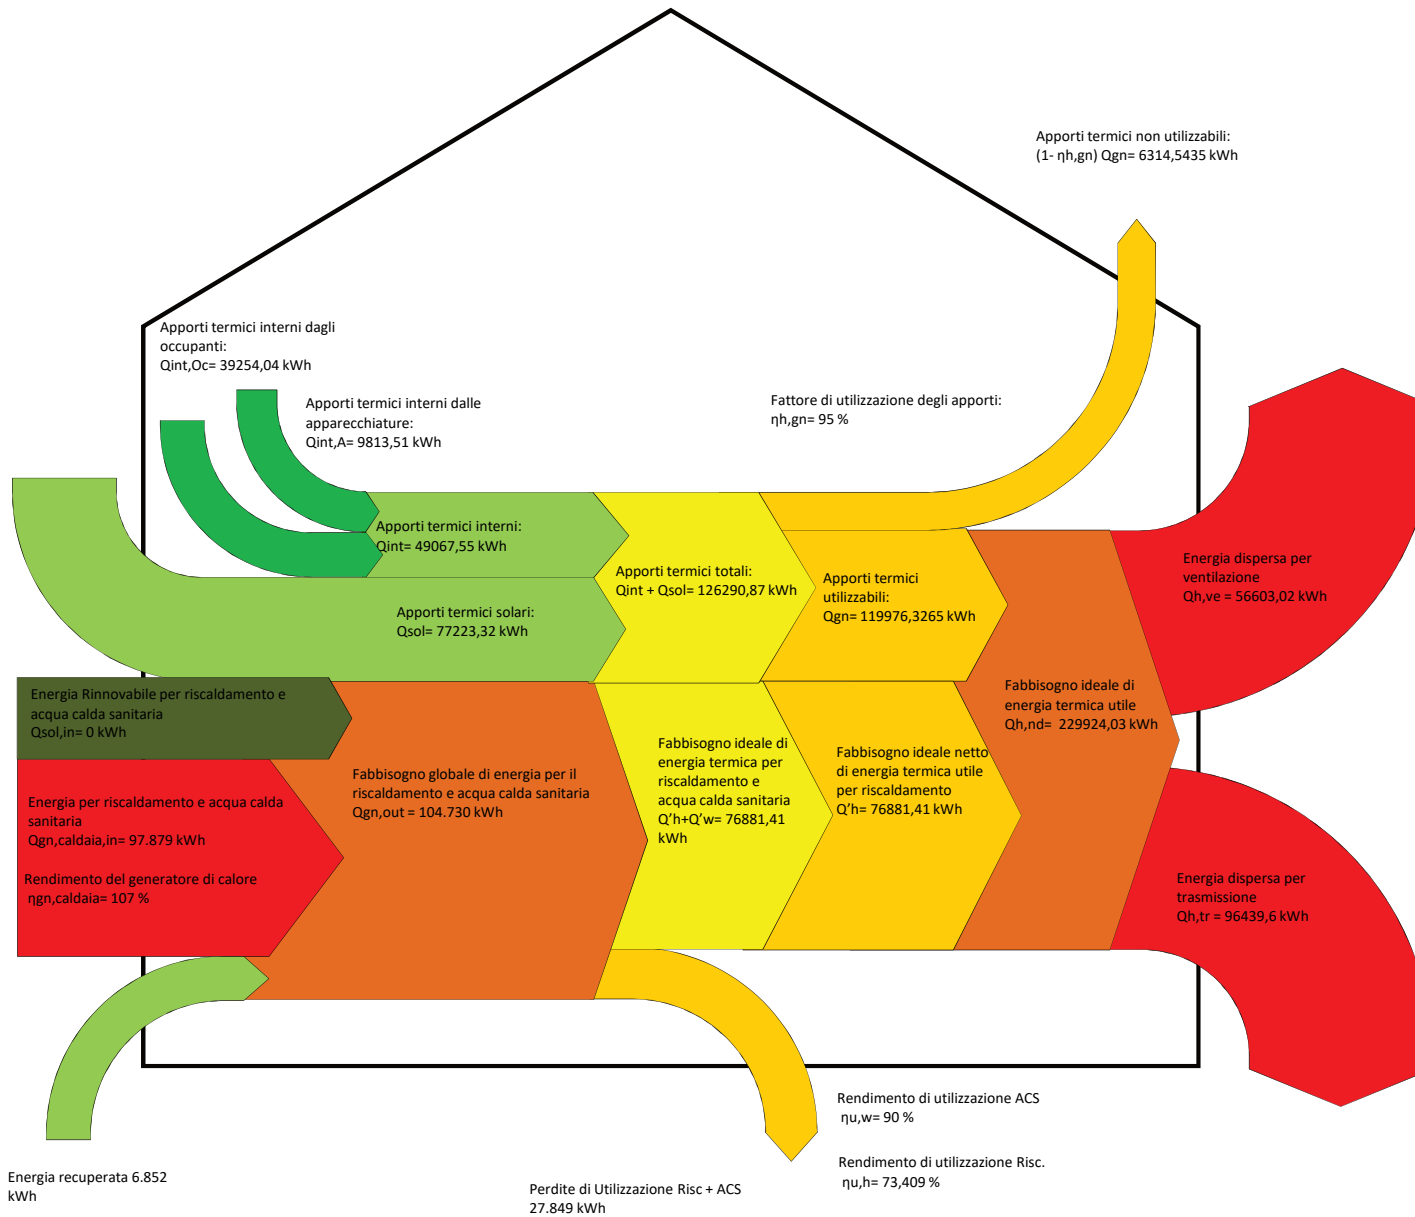 Apporti termici non utilizzabili:
(1- ηh,gn) Qgn= 6314,5435 kWh
Apporti termici interni dagli
occupanti:
Qint,Oc= 39254,04 kWh
Apporti termici interni dalle
apparecchiature:
Qint,A= 9813,51 kWh
Fattore di utilizzazione degli apporti:
ηh,gn= 95 %
Apporti termici interni:
Qint= 49067,55 kWh
Apporti termici totali:
Qint + Qsol= 126290,87 kWh
Apporti termici
utilizzabili:
Qgn= 119976,3265 kWh
Energia dispersa per
ventilazione
Qh,ve = 56603,02 kWh
Apporti termici solari:
Qsol= 77223,32 kWh
Energia Rinnovabile per riscaldamento e
acqua calda sanitaria
Qsol,in= 0 kWh
Fabbisogno ideale di
energia termica utile
Qh,nd=  229924,03 kWh
Fabbisogno globale di energia per il
riscaldamento e acqua calda sanitaria
Qgn,out = 104.730 kWh
Fabbisogno ideale di
energia termica per
riscaldamento e
acqua calda sanitaria
Q’h+Q’w= 76881,41
kWh
Fabbisogno ideale netto
di energia termica utile
per riscaldamento
Q’h= 76881,41 kWh
Energia per riscaldamento e acqua calda
sanitaria
Qgn,caldaia,in= 97.879 kWh
Rendimento del generatore di calore
ηgn,caldaia= 107 %
Energia dispersa per
trasmissione
Qh,tr = 96439,6 kWh
Rendimento di utilizzazione ACS
ηu,w= 90 %
Rendimento di utilizzazione Risc.
ηu,h= 73,409 %
Energia recuperata 6.852
kWh
Perdite di Utilizzazione Risc + ACS
27.849 kWh